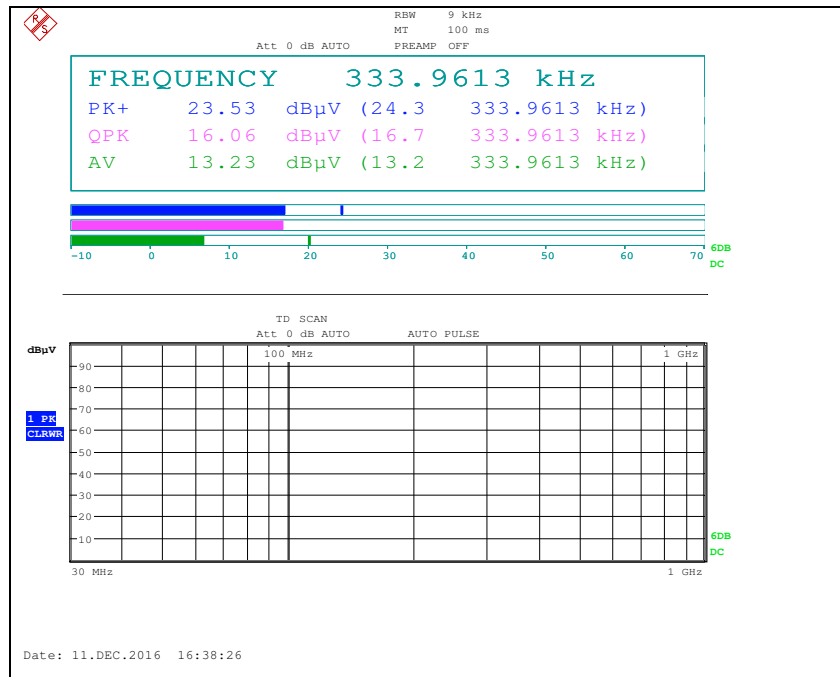 R S
RBW 9 kHz
MT 100 ms
Att 0 dB AUTO PREAMP OFF
FREQUENCY 333.9613 kHz
PK+ 23.53 dBµV (24.3 333.9613 kHz)
QPK 16.06 dBµV (16.7 333.9613 kHz)
AV 13.23 dBµV (13.2 333.9613 kHz)
-10 0 10 20 30 40 50 60 70
6DB
DC
TD SCAN
Att 0 dB AUTO AUTO PULSE
dBµV
100 MHz 1 GHz
90
80
70
1 PK
CLRWR
60
50
40
30
20
10
6DB
DC
30 MHz 1 GHz
Date: 11.DEC.2016 16:38:26